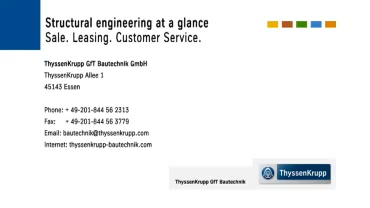 Structural engineering at a glance
Sale. Leasing. Customer Service.
ThyssenKrupp GfT Bautechnik GmbH
ThyssenKrupp Allee 1
45143 Essen
Phone: + 49-201-844 56 2313
Fax: + 49-201-844 56 3779
Email: bautechnik@thyssenkrupp.com
Internet: thyssenkrupp-bautechnik.com
ThyssenKrupp GfT Bautechnik
ThyssenKrupp